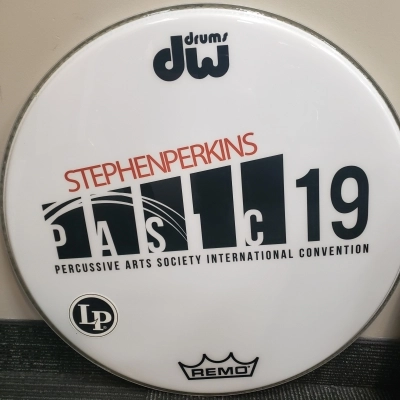 drums
dw
STEPHENPERKINS
PASIC 19
PERCUSSIVE ARTS SOCIETY INTERNATIONAL CONVENTION
LP
REMO